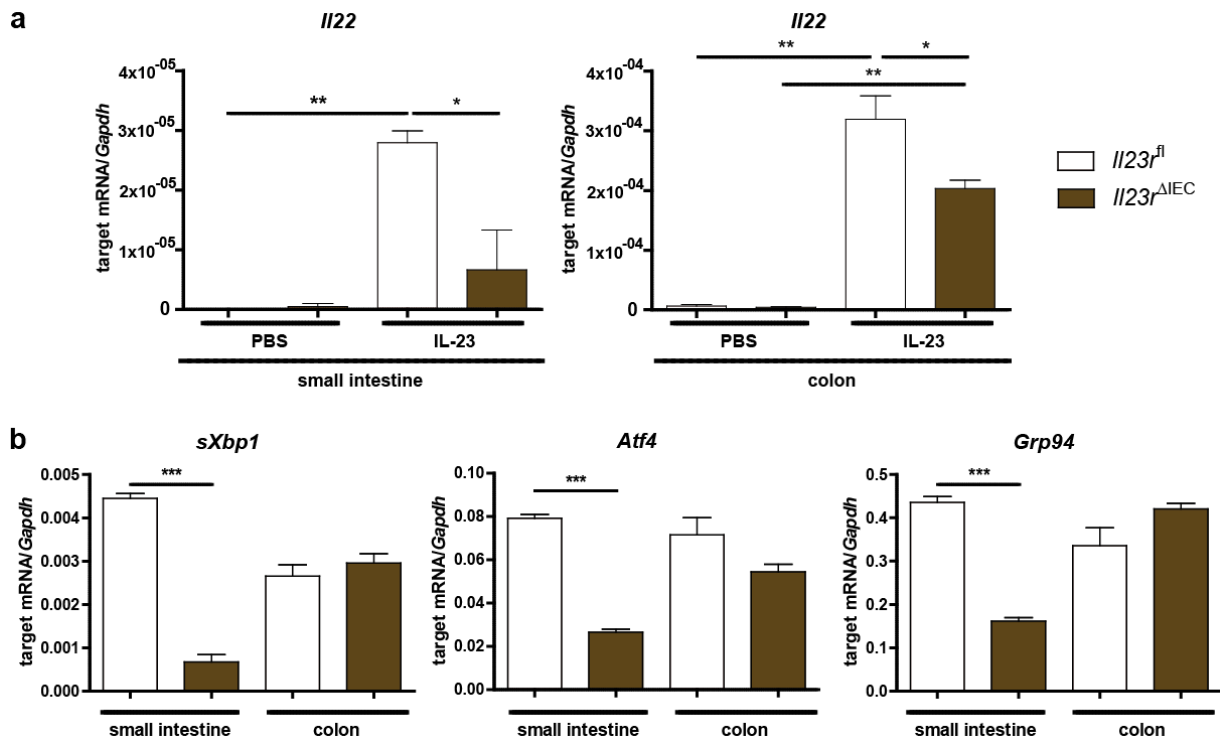 a
Il22
target mRNA/Gapdh
4x10⁻⁰⁵
3x10⁻⁰⁵
2x10⁻⁰⁵
1x10⁻⁰⁵
0
**
*
PBS
IL-23
small intestine
Il22
target mRNA/Gapdh
4x10⁻⁰⁴
3x10⁻⁰⁴
2x10⁻⁰⁴
1x10⁻⁰⁴
0
**
*
**
PBS
IL-23
colon
Il23rᶠˡ
Il23r^ΔIEC
b
sXbp1
target mRNA/Gapdh
0.005
0.004
0.003
0.002
0.001
0.000
***
small intestine
colon
Atf4
target mRNA/Gapdh
0.10
0.08
0.06
0.04
0.02
0.00
***
small intestine
colon
Grp94
target mRNA/Gapdh
0.5
0.4
0.3
0.2
0.1
0.0
***
small intestine
colon